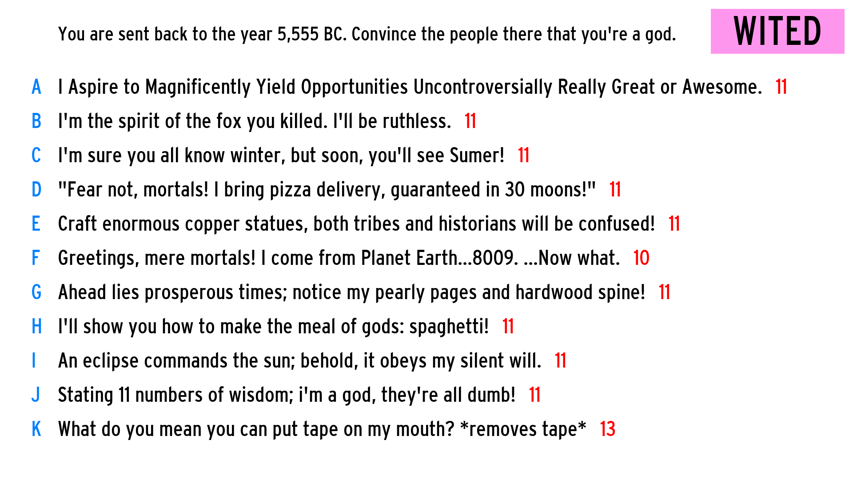 You are sent back to the year 5,555 BC. Convince the people there that you're a god.
WITED
A I Aspire to Magnificently Yield Opportunities Uncontroversially Really Great or Awesome. 11
B I'm the spirit of the fox you killed. I'll be ruthless. 11
C I'm sure you all know winter, but soon, you'll see Sumer! 11
D "Fear not, mortals! I bring pizza delivery, guaranteed in 30 moons!" 11
E Craft enormous copper statues, both tribes and historians will be confused! 11
F Greetings, mere mortals! I come from Planet Earth...8009. ...Now what. 10
G Ahead lies prosperous times; notice my pearly pages and hardwood spine! 11
H I'll show you how to make the meal of gods: spaghetti! 11
I An eclipse commands the sun; behold, it obeys my silent will. 11
J Stating 11 numbers of wisdom; i'm a god, they're all dumb! 11
K What do you mean you can put tape on my mouth? *removes tape* 13